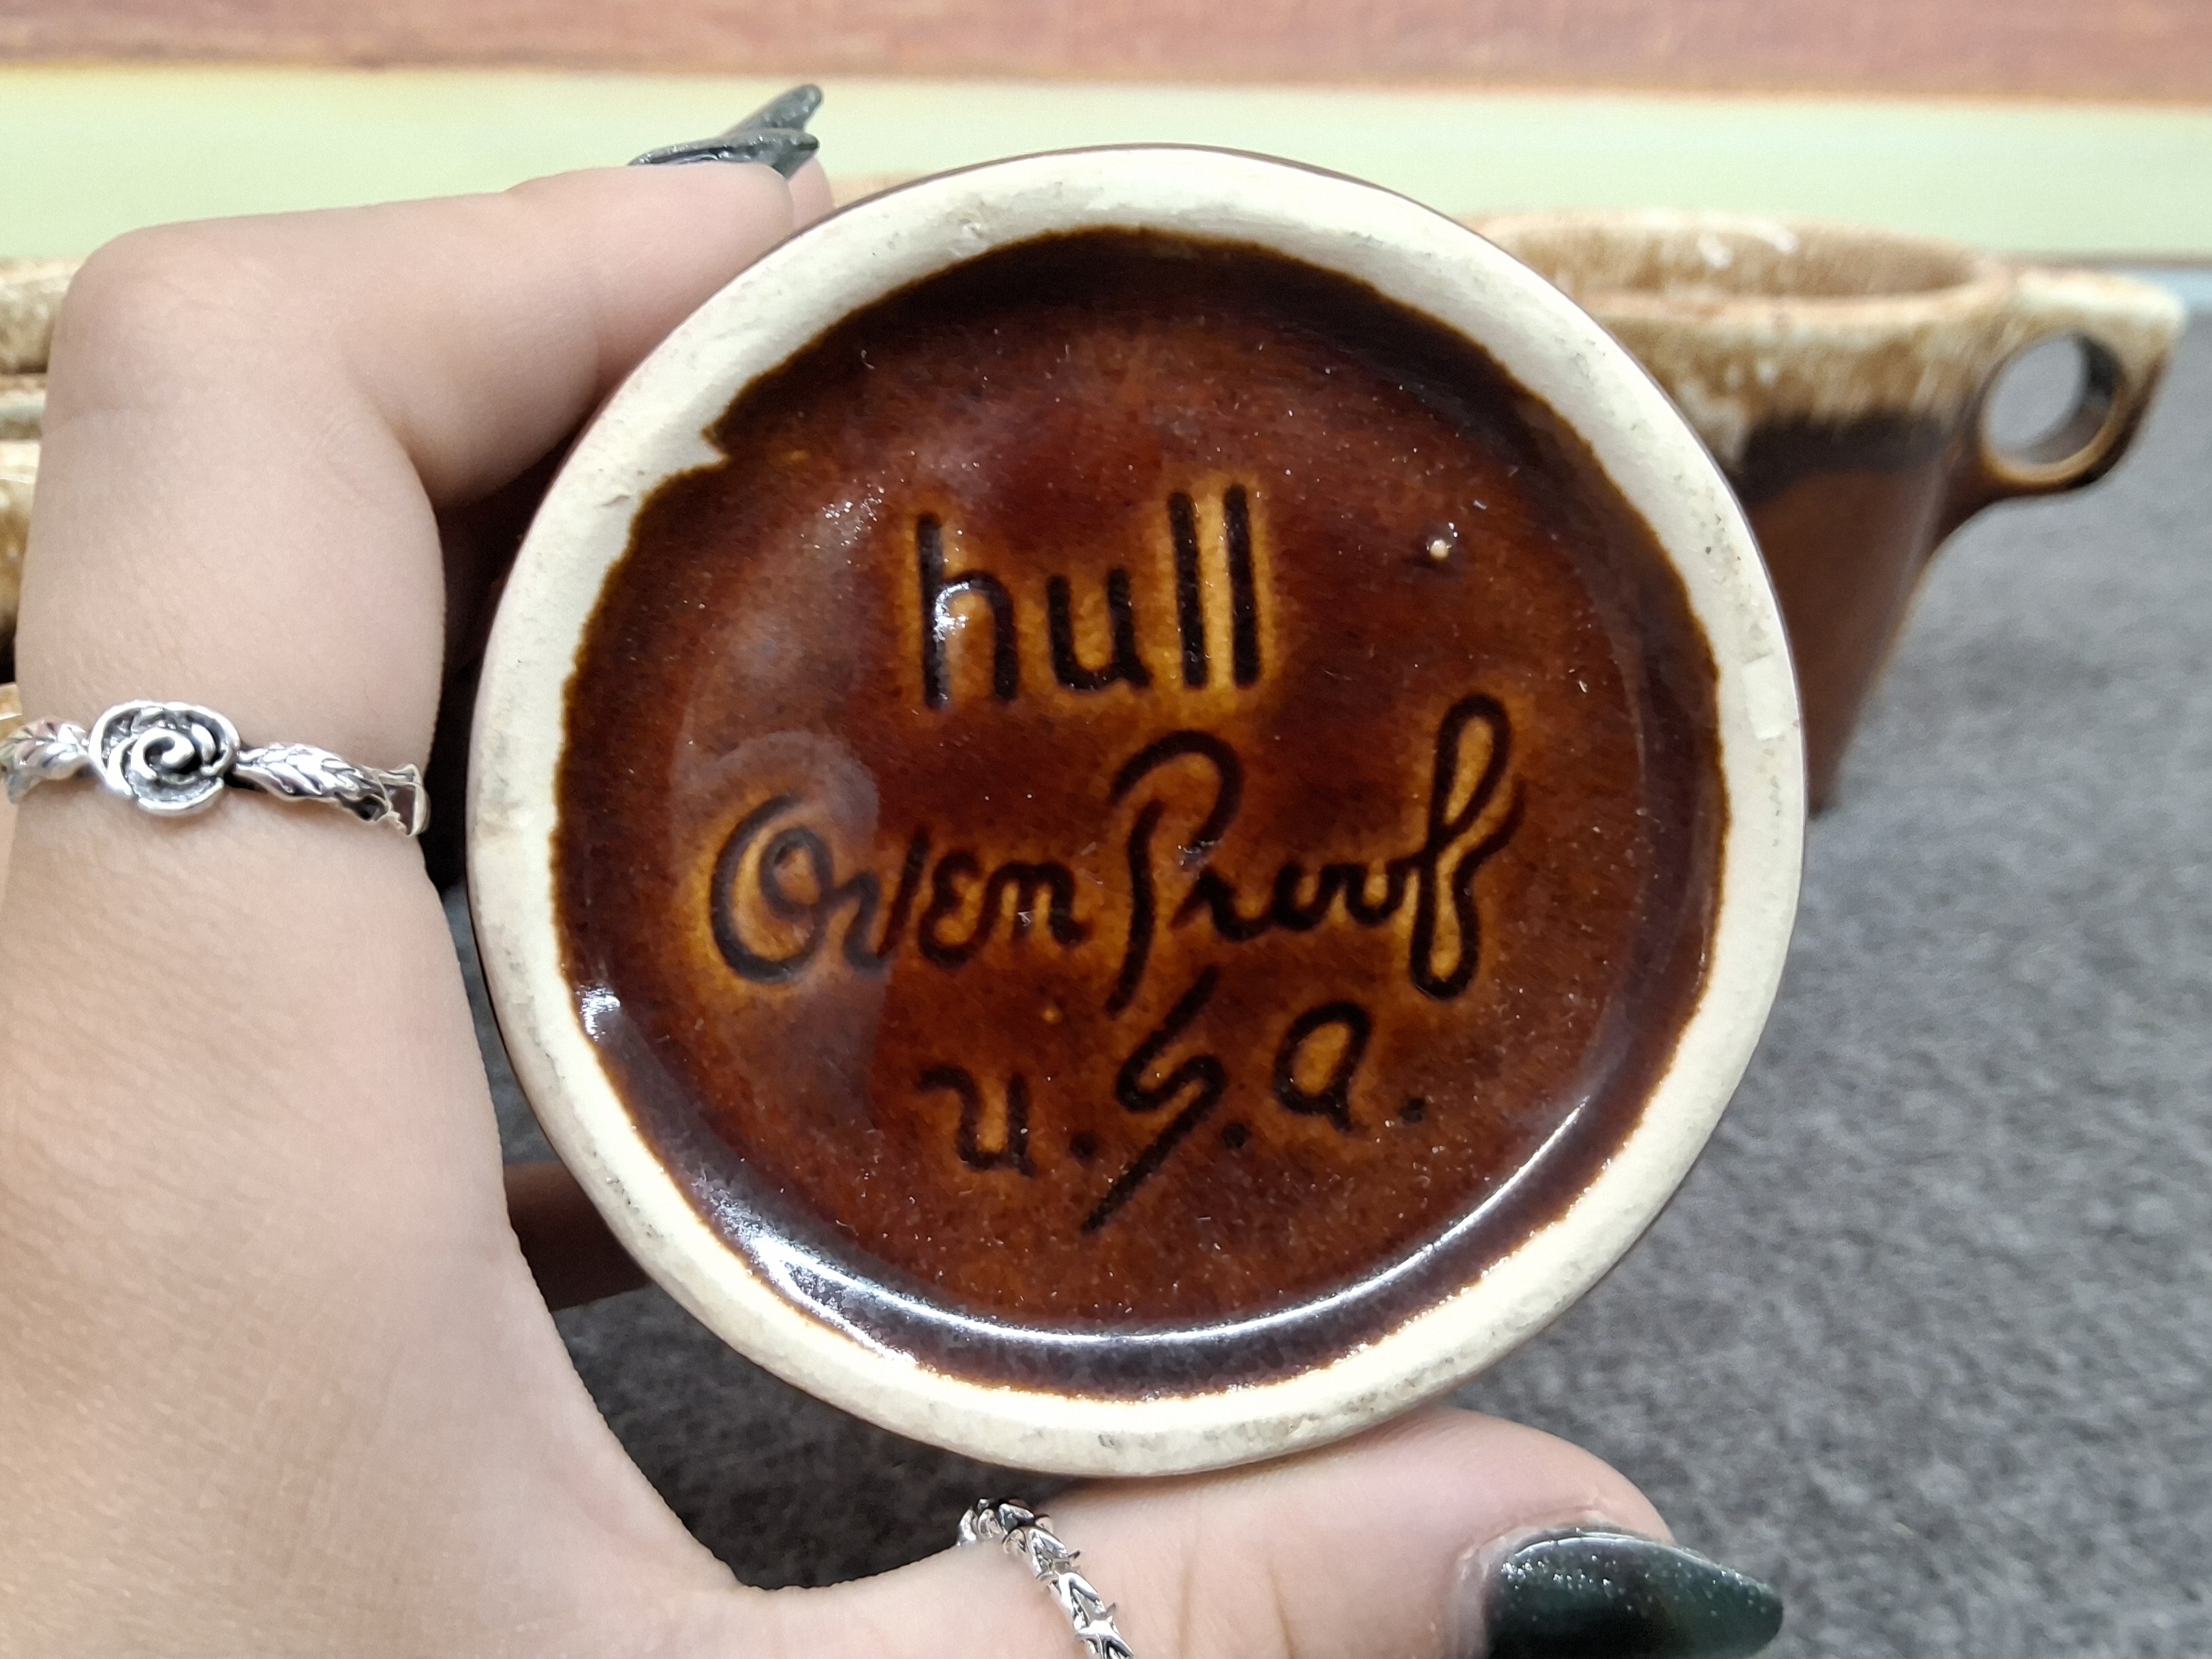 hull
Oven Proof
U.S.A.